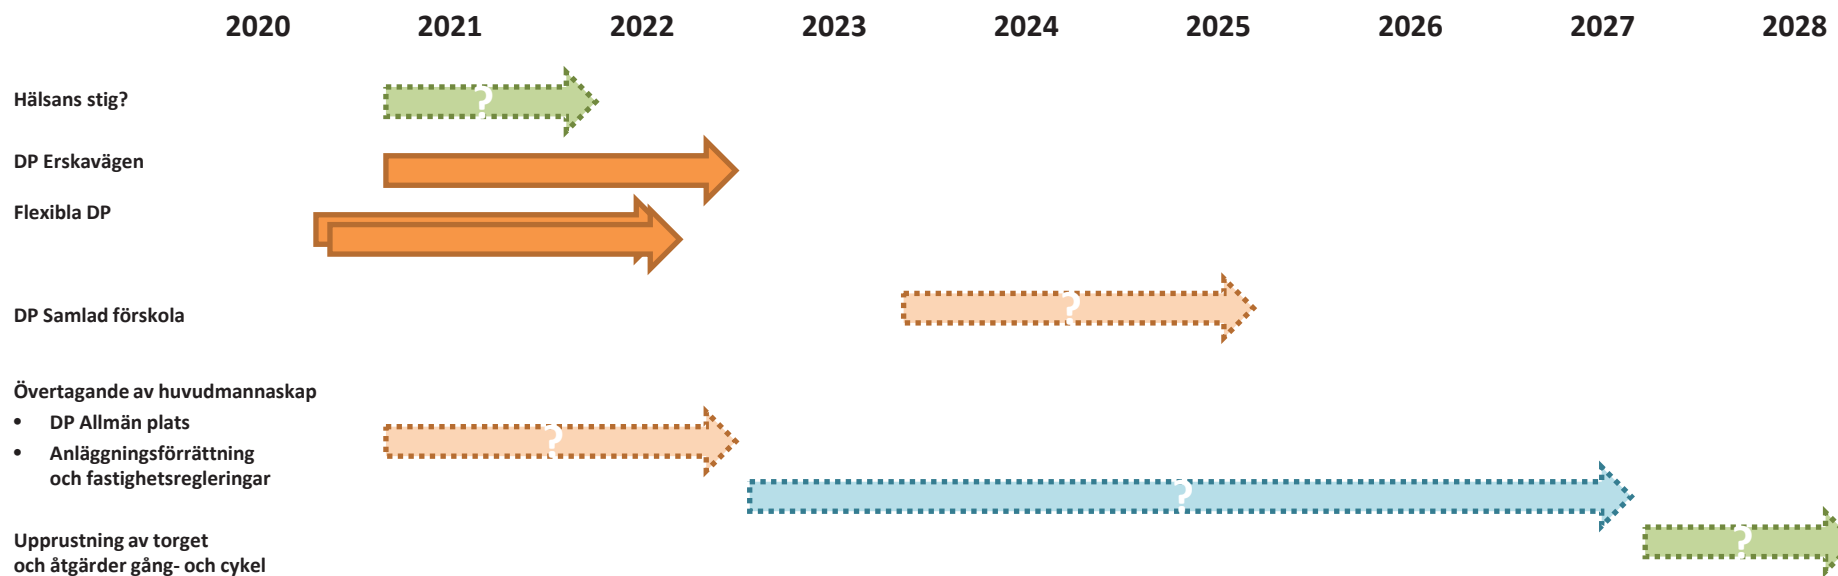 2020 2021 2022 2023 2024 2025 2026 2027 2028
Hälsans stig?
?
DP Erskavägen
Flexibla DP
DP Samlad förskola
?
Övertagande av huvudmannaskap
• DP Allmän plats
?
• Anläggningsförrättning
och fastighetsregleringar
?
Upprustning av torget
och åtgärder gång- och cykel
?